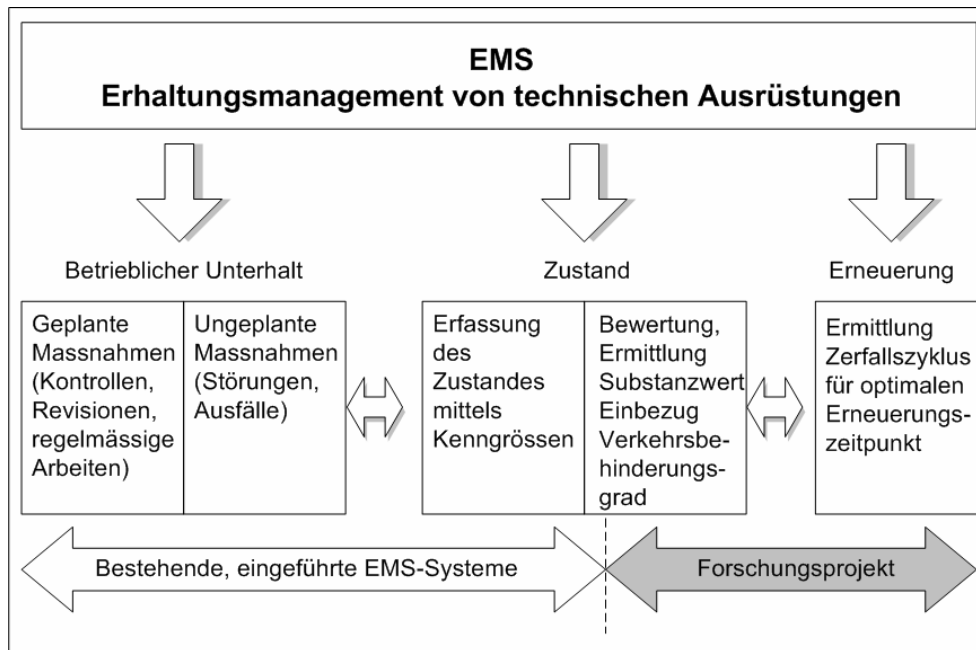 EMS
Erhaltungsmanagement von technischen Ausrüstungen
Betrieblicher Unterhalt
Zustand
Erneuerung
Geplante
Massnahmen
(Kontrollen,
Revisionen,
regelmässige
Arbeiten)
Ungeplante
Massnahmen
(Störungen,
Ausfälle)
Erfassung
des
Zustandes
mittels
Kenngrössen
Bewertung,
Ermittlung
Substanzwert
Einbezug
Verkehrsbe-
hinderungs-
grad
Ermittlung
Zerfallszyklus
für optimalen
Erneuerungs-
zeitpunkt
Bestehende, eingeführte EMS-Systeme
Forschungsprojekt